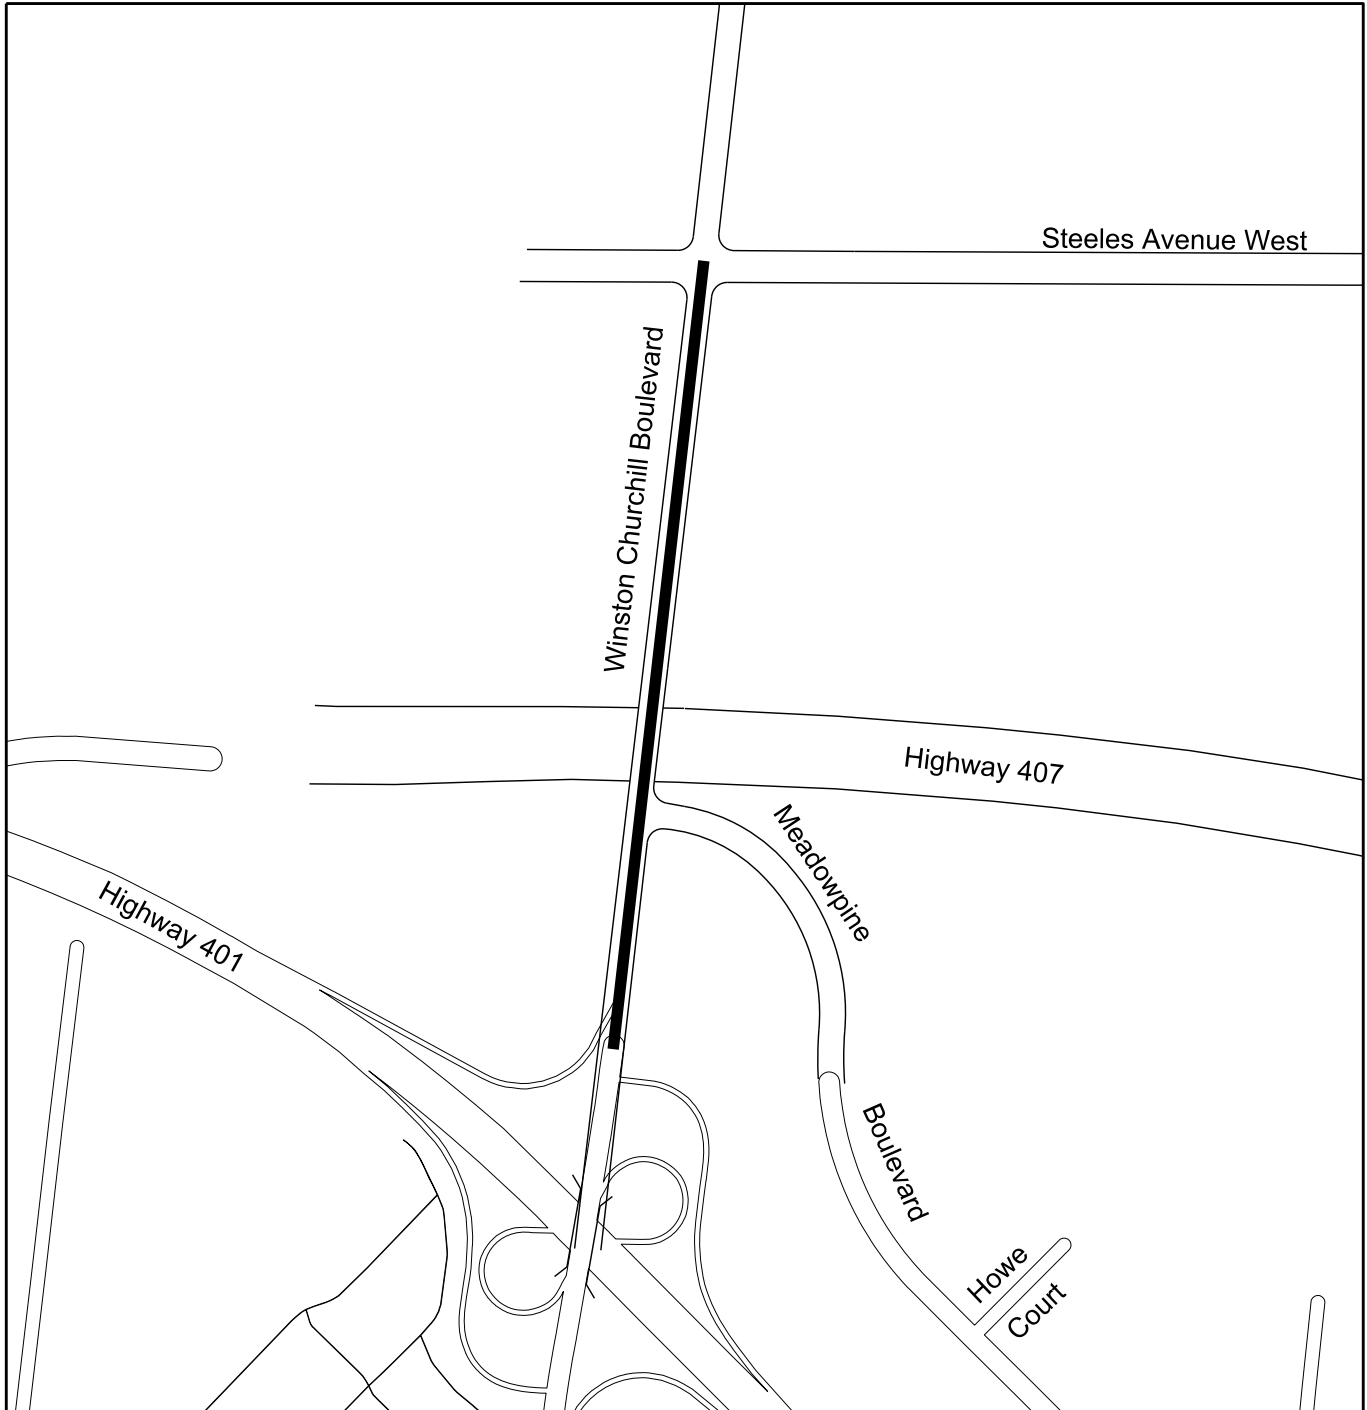 Steeles Avenue West
Winston Churchill Boulevard
Highway 407
Meadowpine
Highway 401
Boulevard
Howe
Court